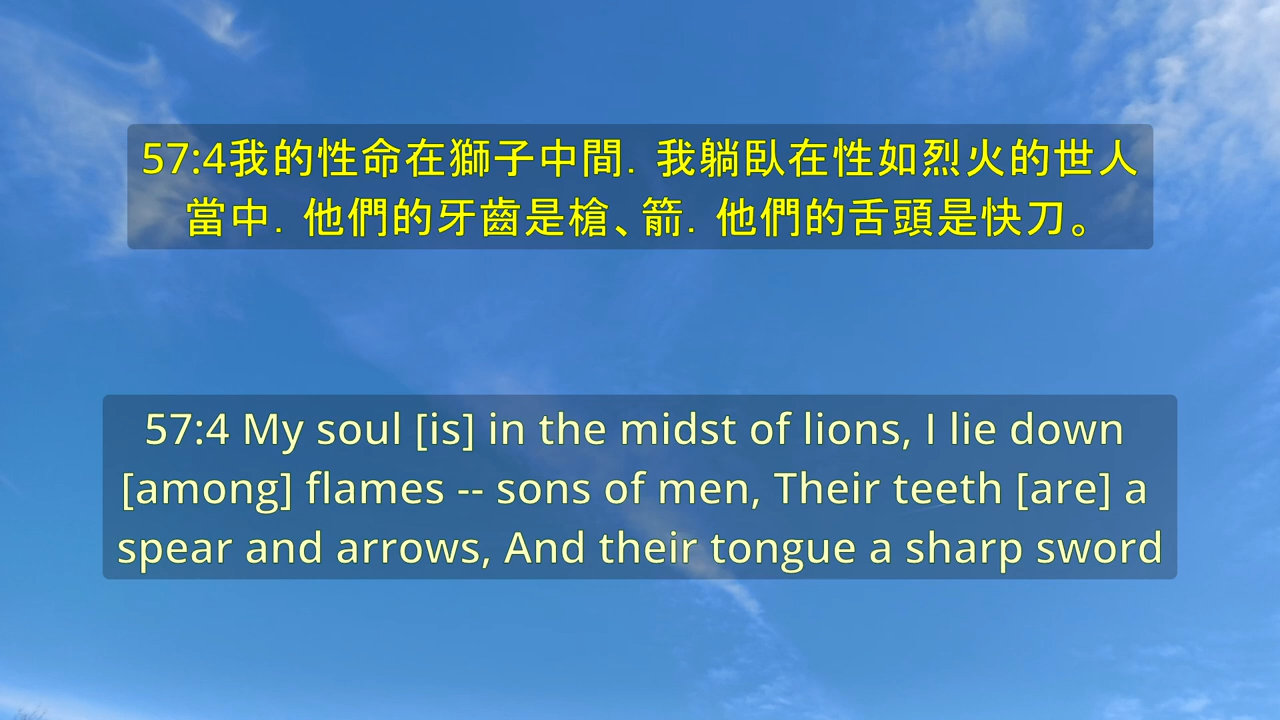 57:4我的性命在獅子中間．我躺臥在性如烈火的世人
當中．他們的牙齒是槍、箭．他們的舌頭是快刀。
57:4 My soul [is] in the midst of lions, I lie down
[among] flames -- sons of men, Their teeth [are] a
spear and arrows, And their tongue a sharp sword